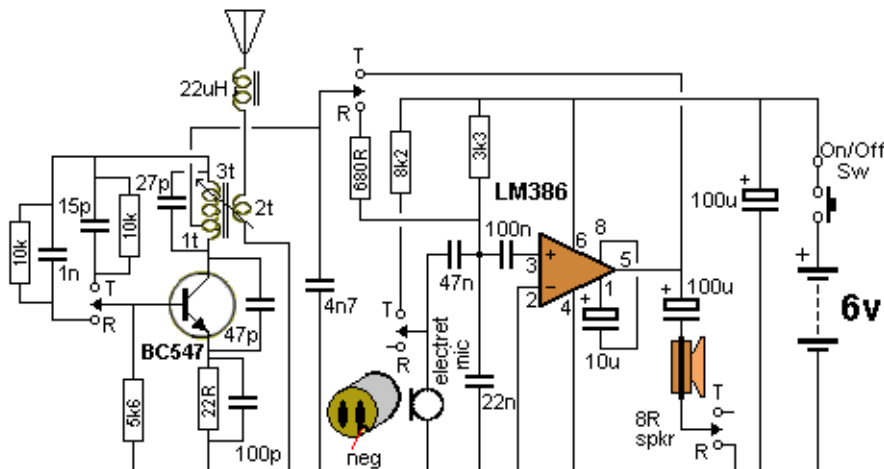 T
22uH
R
On/Off
Sw
680R
8k2
3k3
LM386
27p
3t
2t
15p
10k
10k
1n
1t
100n
8
+
100u
+
3
6
5
+
−
2
4
1
47n
T
R
4n7
T
R
BC547
47p
+
10u
+
100u
+
6v
electret
mic
22n
5k6
22R
100p
neg
8R
spkr
T
R